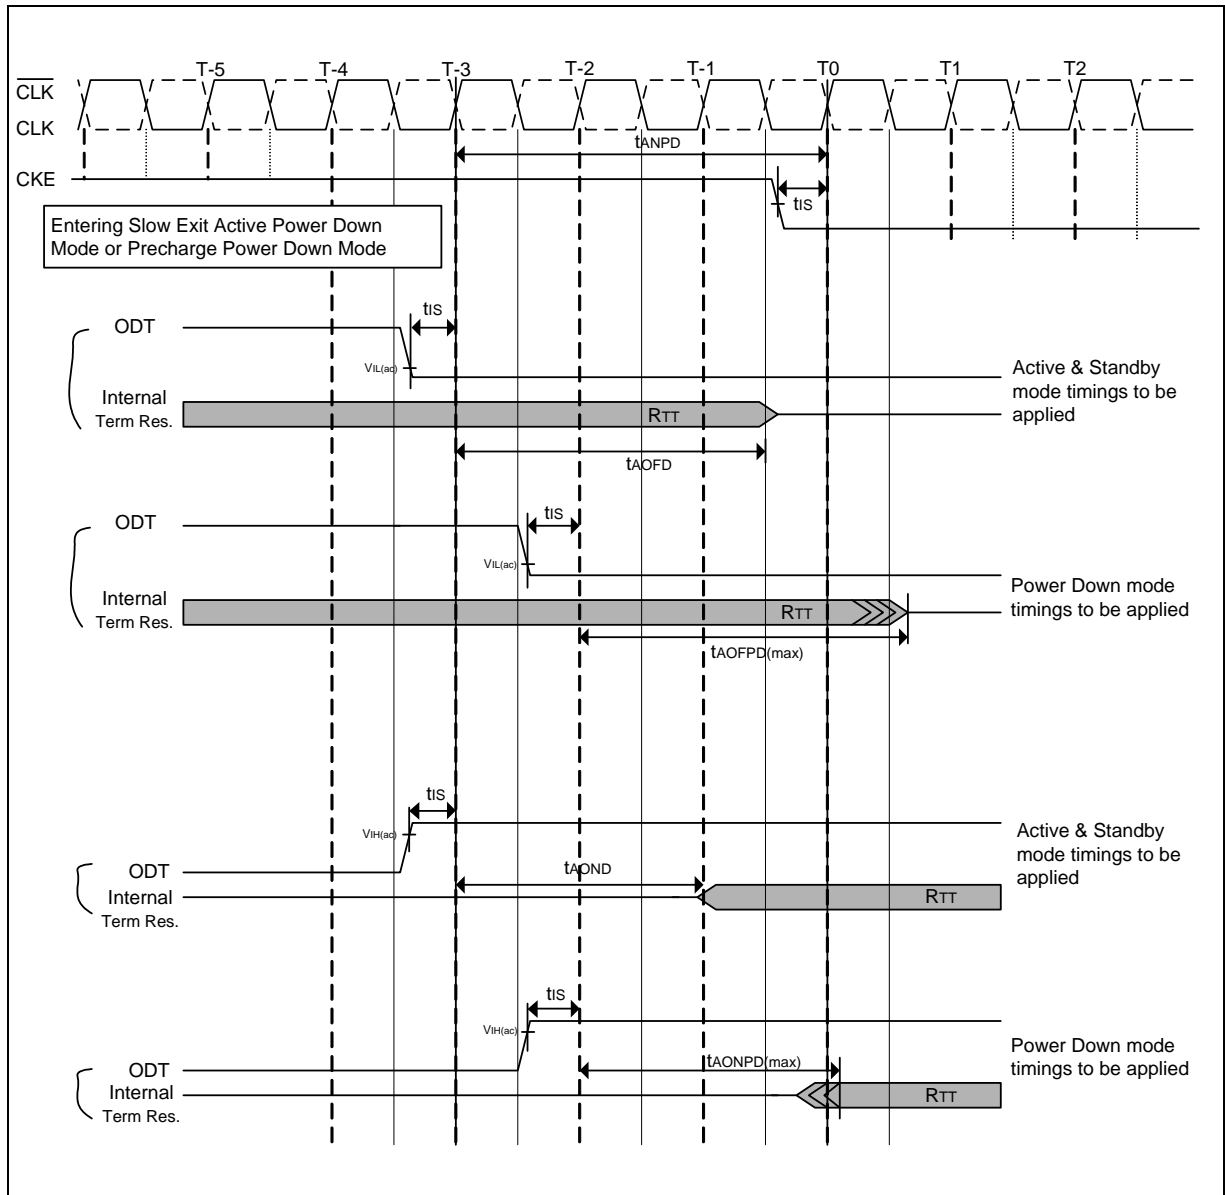 T-5 T-4 T-3 T-2 T-1 T0 T1 T2
CLK
CLK
tANPD
CKE
tIS
Entering Slow Exit Active Power Down
Mode or Precharge Power Down Mode
tIS
ODT
VIL(ac)
Active & Standby
mode timings to be
applied
Internal
Term Res.
RTT
tAOFD
tIS
ODT
VIL(ac)
Power Down mode
timings to be applied
Internal
Term Res.
RTT
tAOFPD(max)
tIS
VIH(ac)
Active & Standby
mode timings to be
applied
ODT
tAOND
Internal
Term Res.
RTT
tIS
VIH(ac)
Power Down mode
timings to be applied
ODT
tAONPD(max)
Internal
Term Res.
RTT